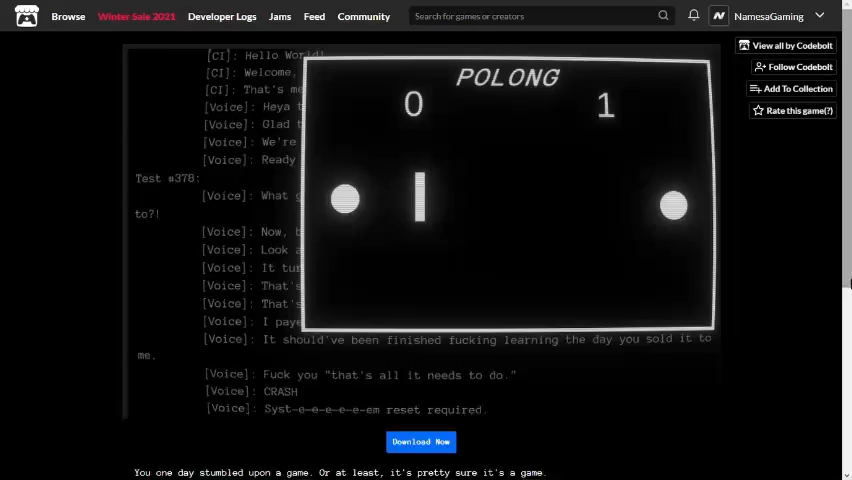 Browse Winter Sale 2021 Developer Logs Jams Feed Community Search for games or creators NamesaGaming
View all by Codebolt
Follow Codebolt
Add To Collection
Rate this game(?)
[CI]: Hello World!
[CI]: Welcome,
[CI]: That's me
[Voice]: Heya t
[Voice]: Glad t
[Voice]: We're
[Voice]: Ready
Test #378:
[Voice]: What g
to?!
[Voice]: Now, b
[Voice]: Look a
[Voice]: It tur
[Voice]: That's
[Voice]: That's
[Voice]: I paye
[Voice]: It should've been finished fucking learning the day you sold it to
me.
[Voice]: Fuck you "that's all it needs to do."
[Voice]: CRASH
[Voice]: Syst-e-e-e-e-e-em reset required.
POLONG
0 1
Download Now
You one day stumbled upon a game. Or at least, it's pretty sure it's a game.